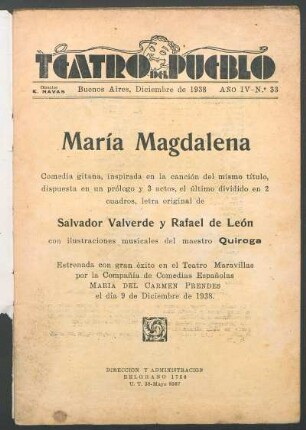 TEATRO DEL PUEBLO
Director
E. NAVAS
Buenos Aires, Diciembre de 1938
AÑO IV - N.º 33
María Magdalena
Comedia gitana, inspirada en la canción del mismo título,
dispuesta en un prólogo y 3 actos, el último dividido en 2
cuadros, letra original de
Salvador Valverde y Rafael de León
con ilustraciones musicales del maestro Quiroga
Estrenada con gran éxito en el Teatro Maravillas
por la Compañía de Comedias Españolas
MARIA DEL CARMEN PRENDES
el día 9 de Diciembre de 1938.
DIRECCION Y ADMINISTRACION
BELGRANO 1750
U. T. 38-Mayo